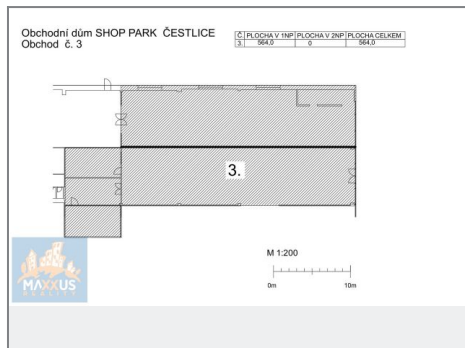 Obchodní dům SHOP PARK ČESTLICE
Obchod č. 3
Č. PLOCHA V 1NP PLOCHA V 2NP PLOCHA CELKEM
3. 564,0 0 564,0
3.
M 1:200
0m 10m
MAXXUS
REALITY